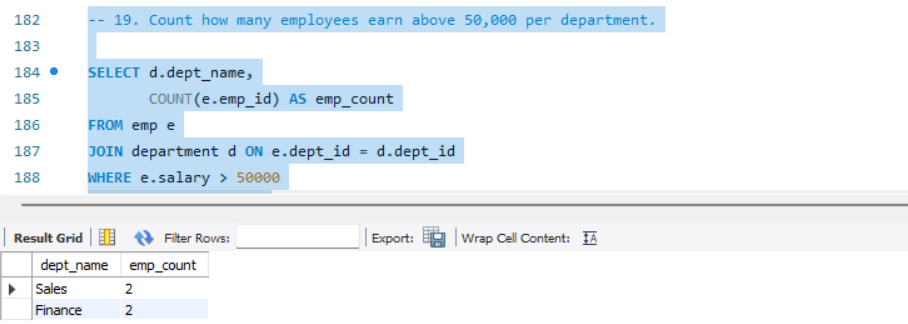 182 -- 19. Count how many employees earn above 50,000 per department.
183
184 SELECT d.dept_name,
185 COUNT(e.emp_id) AS emp_count
186 FROM emp e
187 JOIN department d ON e.dept_id = d.dept_id
188 WHERE e.salary > 50000
Result Grid Filter Rows: Export: Wrap Cell Content: IA
dept_name emp_count
Sales 2
Finance 2